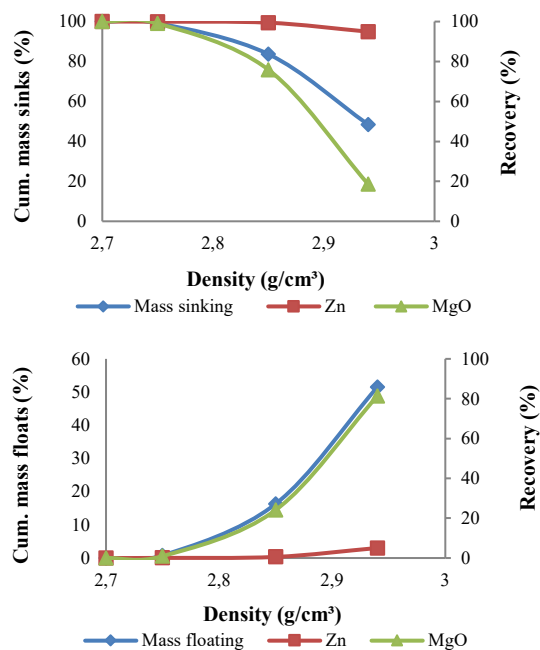 100
80
60
40
20
0
Cum. mass sinks (%)
100
80
60
40
20
0
Recovery (%)
2,7 2,8 2,9 3
Density (g/cm³)
Mass sinking Zn MgO
60
50
40
30
20
10
0
Cum. mass floats (%)
100
80
60
40
20
0
Recovery (%)
2,7 2,8 2,9 3
Density (g/cm³)
Mass floating Zn MgO